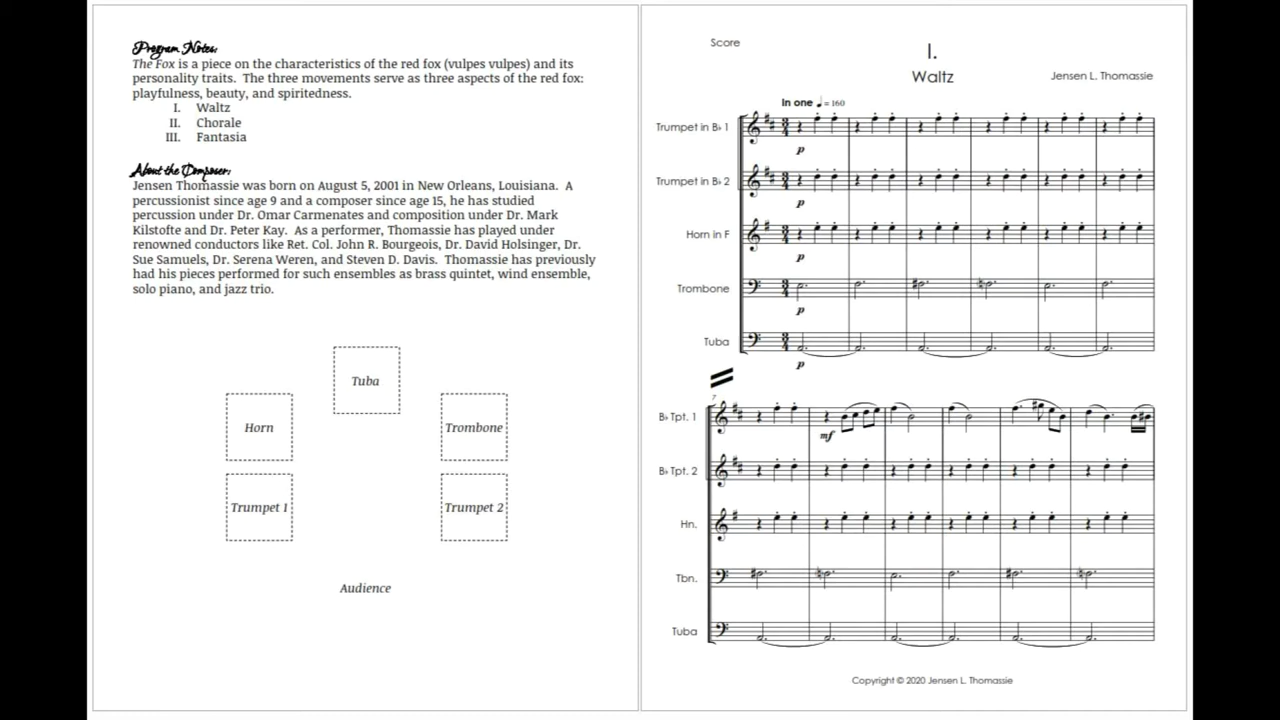 Program Notes:
The Fox is a piece on the characteristics of the red fox (vulpes vulpes) and its
personality traits. The three movements serve as three aspects of the red fox:
playfulness, beauty, and spiritedness.
I. Waltz
II. Chorale
III. Fantasia
About the Composer:
Jensen Thomassie was born on August 5, 2001 in New Orleans, Louisiana. A
percussionist since age 9 and a composer since age 15, he has studied
percussion under Dr. Omar Carmenates and composition under Dr. Mark
Kilstofte and Dr. Peter Kay. As a performer, Thomassie has played under
renowned conductors like Ret. Col. John R. Bourgeois, Dr. David Holsinger, Dr.
Sue Samuels, Dr. Serena Weren, and Steven D. Davis. Thomassie has previously
had his pieces performed for such ensembles as brass quintet, wind ensemble,
solo piano, and jazz trio.
Tuba
Horn
Trombone
Trumpet 1
Trumpet 2
Audience
Score
I.
Waltz
Jensen L. Thomassie
In one ♩ = 160
Trumpet in B♭ 1
p
Trumpet in B♭ 2
p
Horn in F
p
Trombone
p
Tuba
p
7
B♭ Tpt. 1
mf
B♭ Tpt. 2
Hn.
Tbn.
Tuba
Copyright © 2020 Jensen L. Thomassie